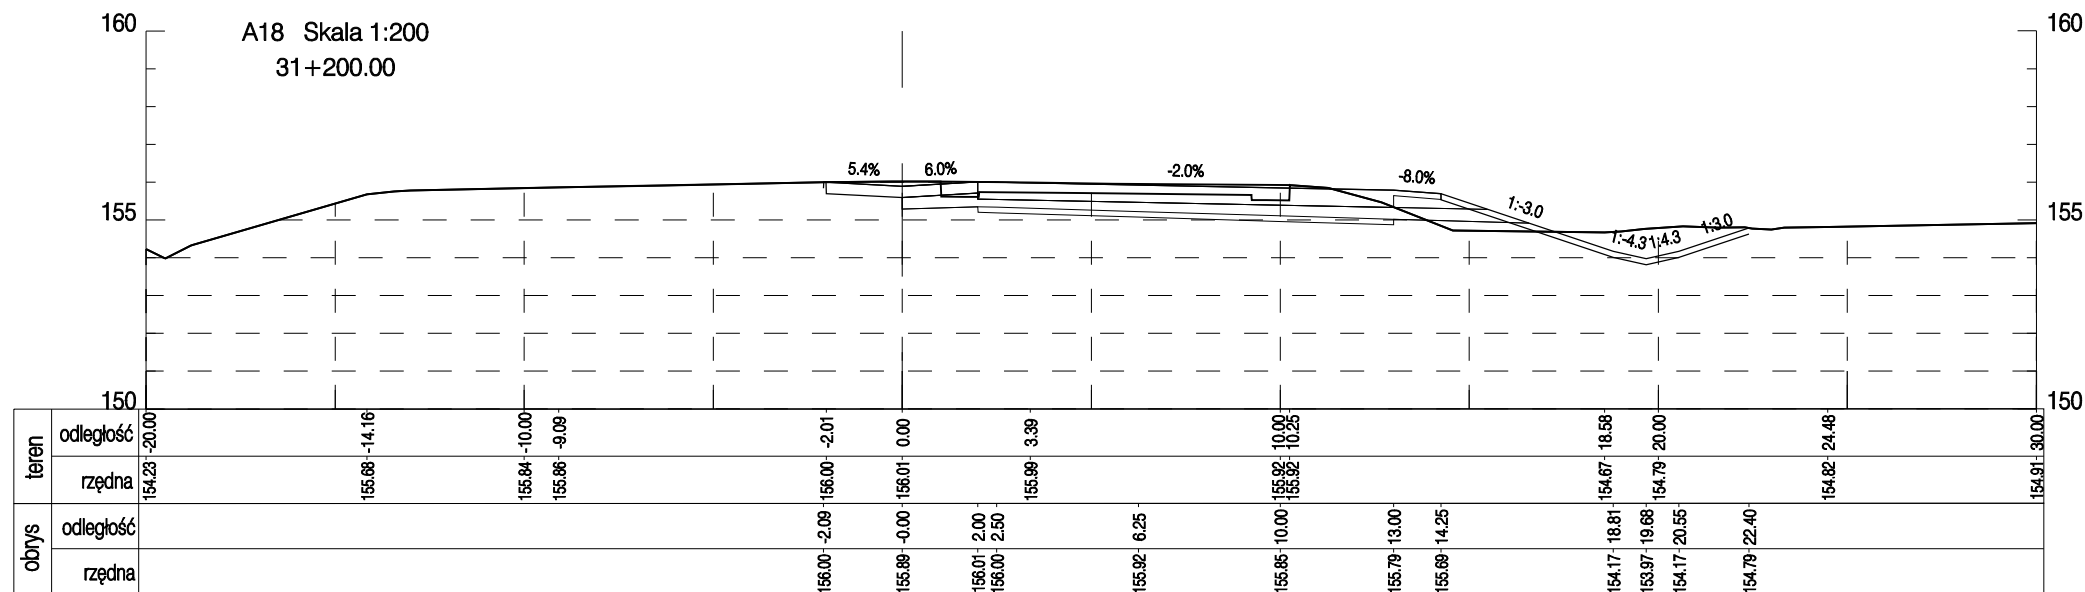 160
A18 Skala 1:200
160
31+200.00
5.4%
6.0%
-2.0%
-8.0%
1:-3.0
1:-4.3
1:4.3
1:3.0
155
155
150
150
teren
odległość -20.00 -14.16 -10.00 -9.09 -2.01 0.00 3.39 10.00 10.25 18.58 20.00 24.48 30.00
rzędna 154.23 155.68 155.84 155.86 156.00 156.01 155.99 155.92 155.92 154.67 154.79 154.82 154.91
obrys
odległość -2.09 -0.00 2.00 2.50 6.25 10.00 13.00 14.25 18.81 19.68 20.55 22.40
rzędna 156.00 155.89 156.01 156.00 155.92 155.85 155.79 155.69 154.17 153.97 154.17 154.79